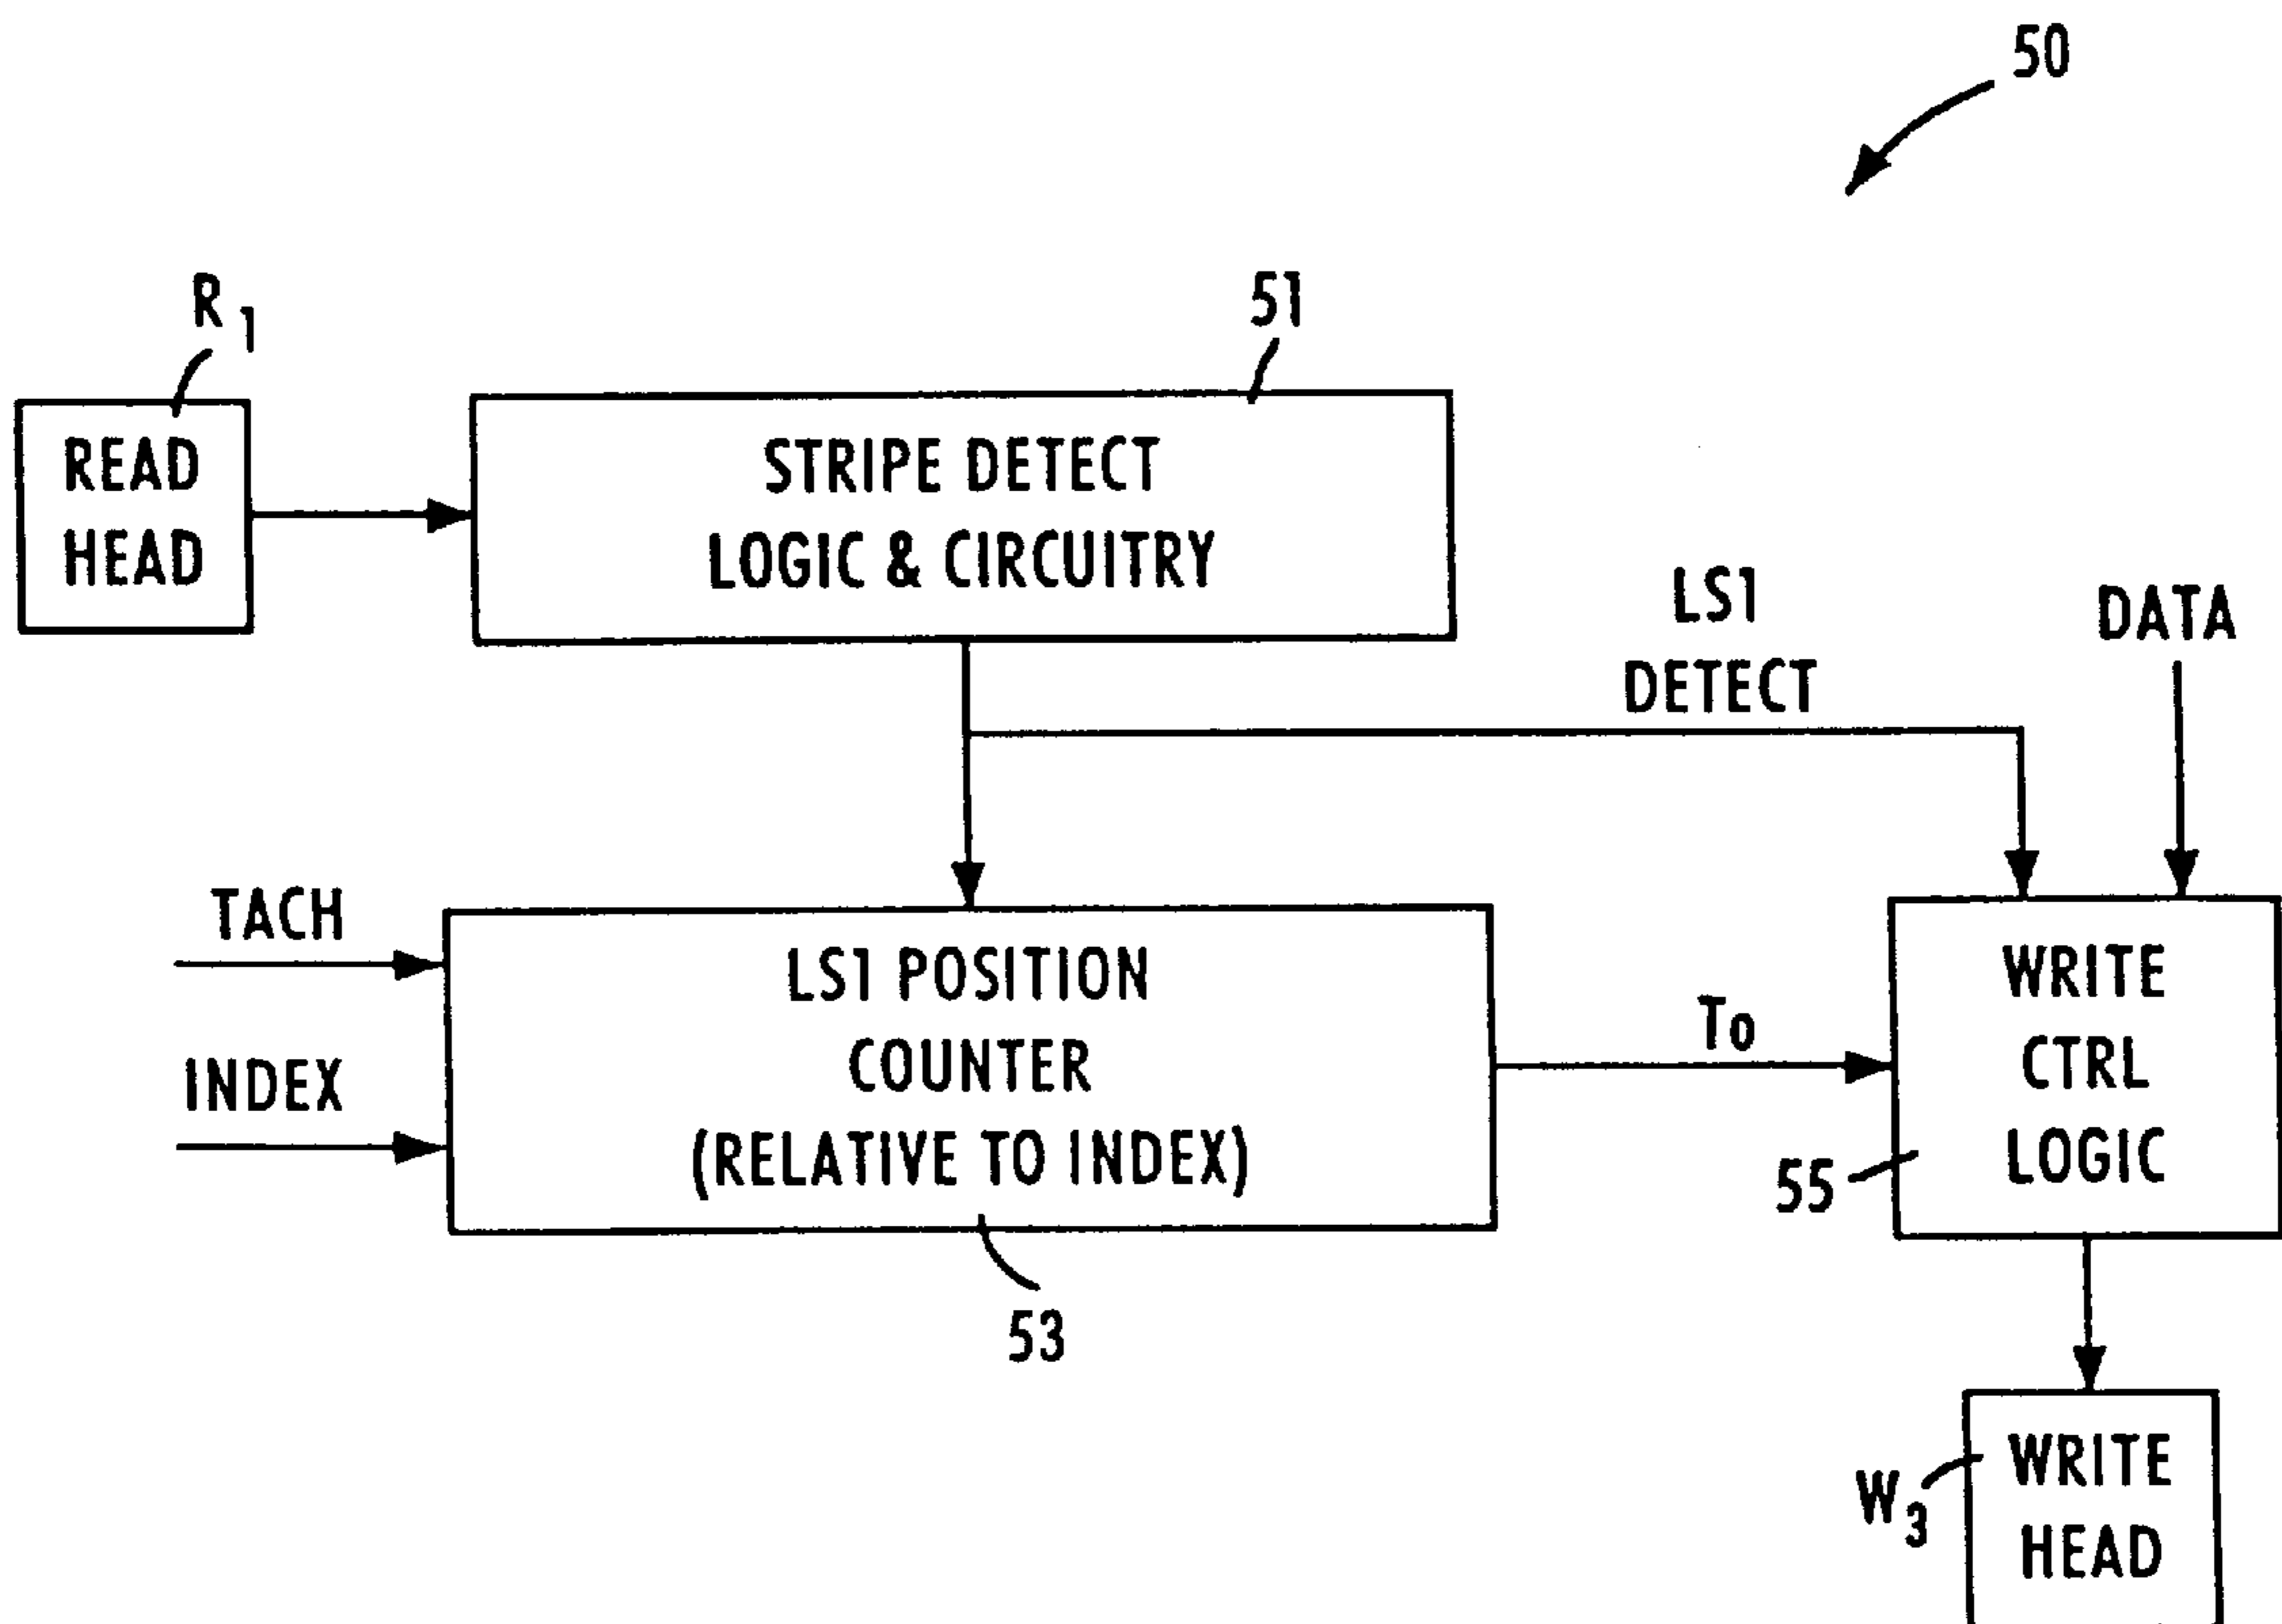 50
R1
51
READ
HEAD
STRIPE DETECT
LOGIC & CIRCUITRY
LS1
DETECT
DATA
TACH
INDEX
LS1 POSITION
COUNTER
(RELATIVE TO INDEX)
To
WRITE
CTRL
LOGIC
55
53
W3
WRITE
HEAD